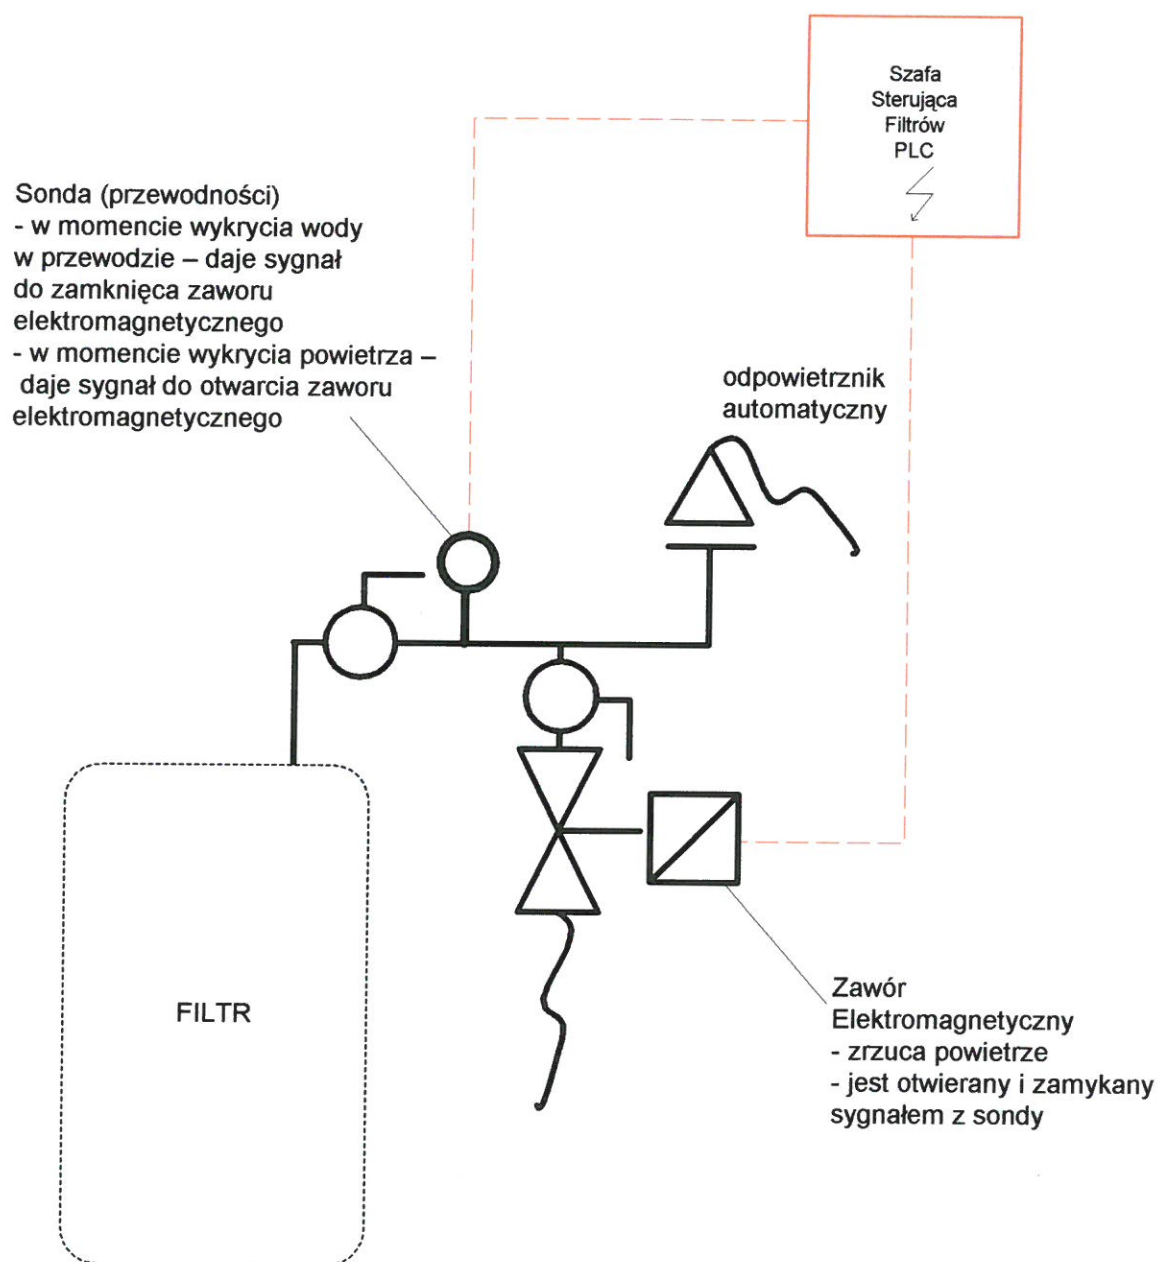 Szafa
Sterująca
Filtrów
PLC
Sonda (przewodności)
- w momencie wykrycia wody
w przewodzie – daje sygnał
do zamknięca zaworu
elektromagnetycznego
- w momencie wykrycia powietrza –
daje sygnał do otwarcia zaworu
elektromagnetycznego
odpowietrznik
automatyczny
FILTR
Zawór
Elektromagnetyczny
- zrzuca powietrze
- jest otwierany i zamykany
sygnałem z sondy